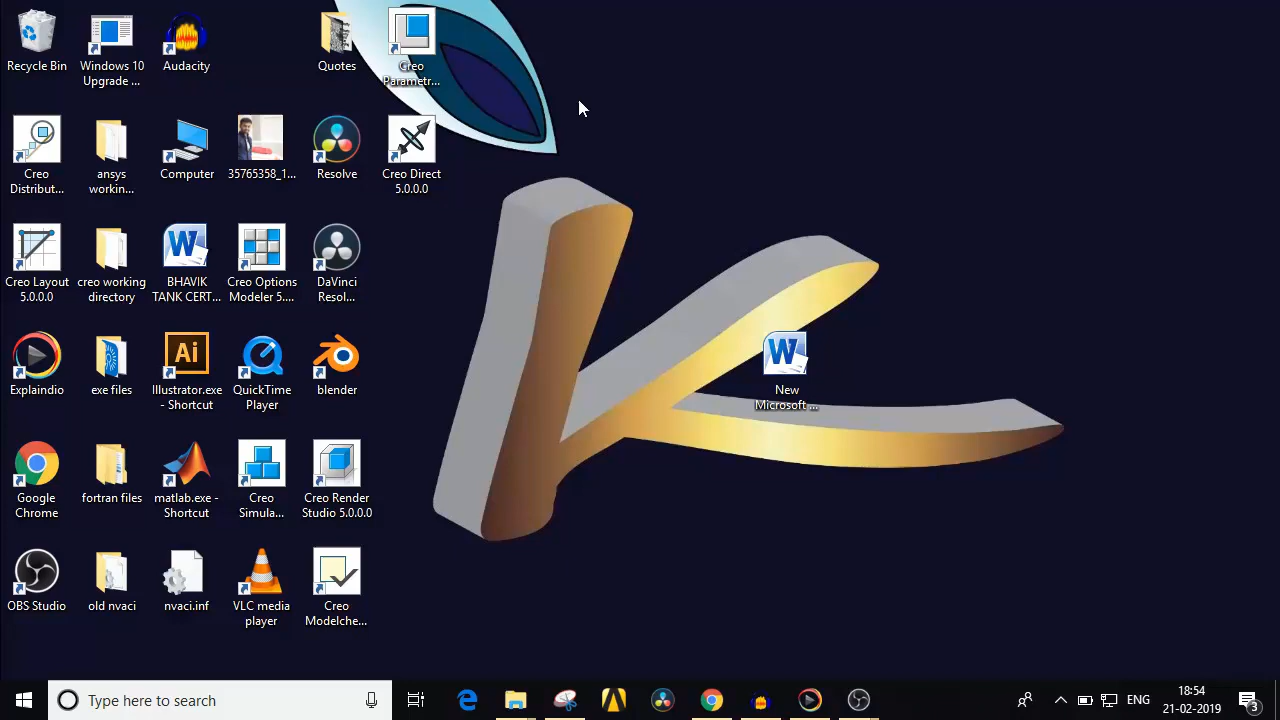 Recycle Bin
Windows 10
Upgrade ...
Audacity
Quotes
Creo
Parametr...
Creo
Distribut...
ansys
workin...
Computer
35765358_1...
Resolve
Creo Direct
5.0.0.0
Creo Layout
5.0.0.0
creo working
directory
BHAVIK
TANK CERT...
Creo Options
Modeler 5....
DaVinci
Resol...
Explaindio
exe files
Ai
Illustrator.exe
- Shortcut
QuickTime
Player
blender
W
New
Microsoft ...
Google
Chrome
fortran files
matlab.exe -
Shortcut
Creo
Simula...
Creo Render
Studio 5.0.0.0
OBS Studio
old nvaci
nvaci.inf
VLC media
player
Creo
Modelche...
Type here to search
ENG
18:54
21-02-2019
3